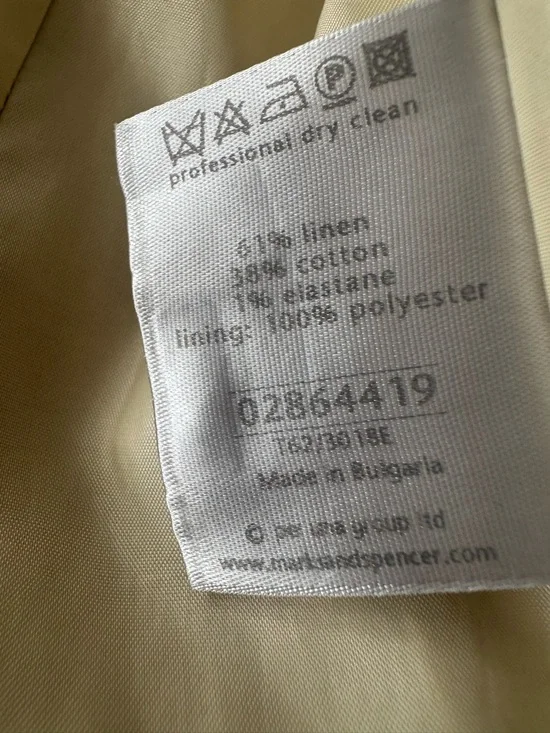 P
professional dry clean
61% linen
38% cotton
1% elastane
lining: 100% polyester
02864419
T62/3018E
Made in Bulgaria
© per una group ltd
www.marksandspencer.com